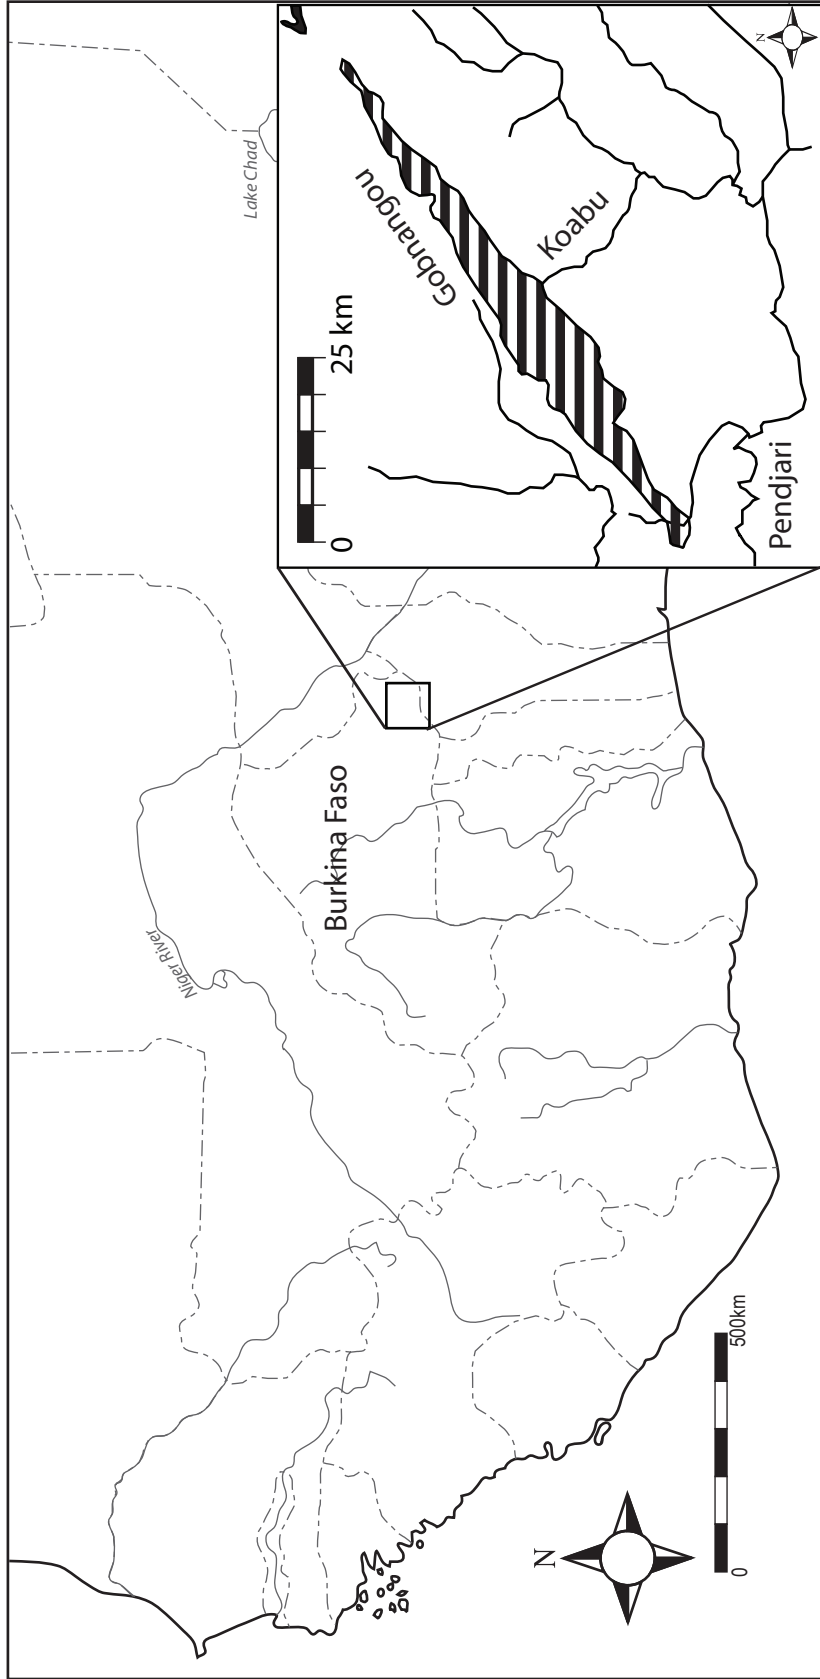 Lake Chad
Niger River
Burkina Faso
N
0
500km
N
0
25 km
Gobnangou
Koabu
Pendjari